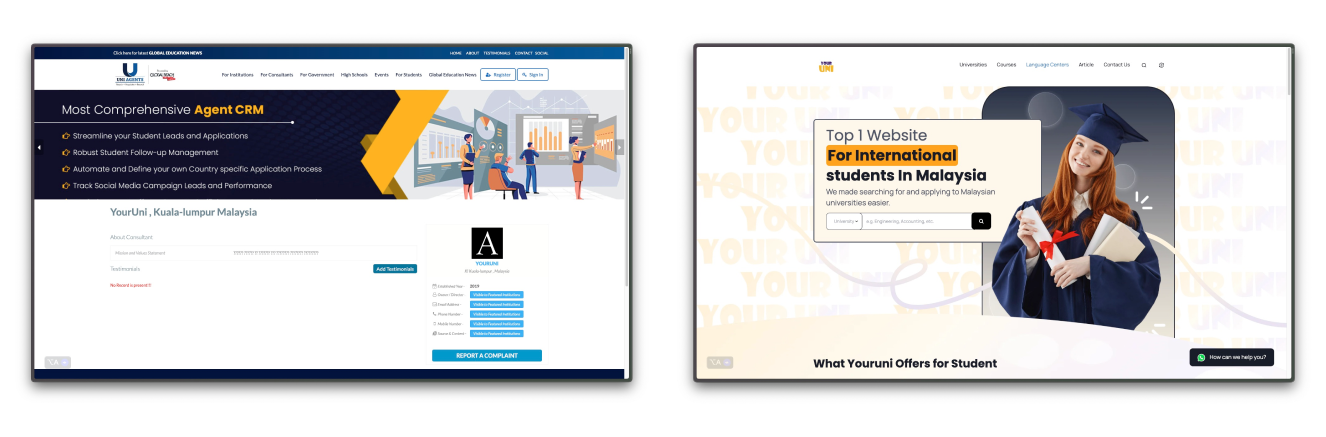 Click here for latest GLOBAL EDUCATION NEWS
HOME ABOUT TESTIMONIALS CONTACT SOCIAL
UNI AGENTS
GLOBAL REACH
For Institutions For Consultants For Government High Schools Events For Students Global Education News Register Sign In
Most Comprehensive Agent CRM
Streamline your Student Leads and Applications
Robust Student Follow-up Management
Automate and Define your own Country specific Application Process
Track Social Media Campaign Leads and Performance
YourUni , Kuala-lumpur Malaysia
About Consultant
Mission and Values Statement
Testimonials
Add Testimonials
No Record is present !!
A
YOURUNI
Kuala-lumpur , Malaysia
Established Year - 2019
Owner / Director - Visible to Featured Institutions
Email Address - Visible to Featured Institutions
Phone Number - Visible to Featured Institutions
Mobile Number - Visible to Featured Institutions
Visible to Featured Institutions
REPORT A COMPLAINT
YOUR
UNI
Universities Courses Language Centers Article Contact Us
YOUR UNI
Top 1 Website
For International
students In Malaysia
We made searching for and applying to Malaysian
universities easier.
University e.g. Engineering, Accounting, etc.
What Youruni Offers for Student
How can we help you?